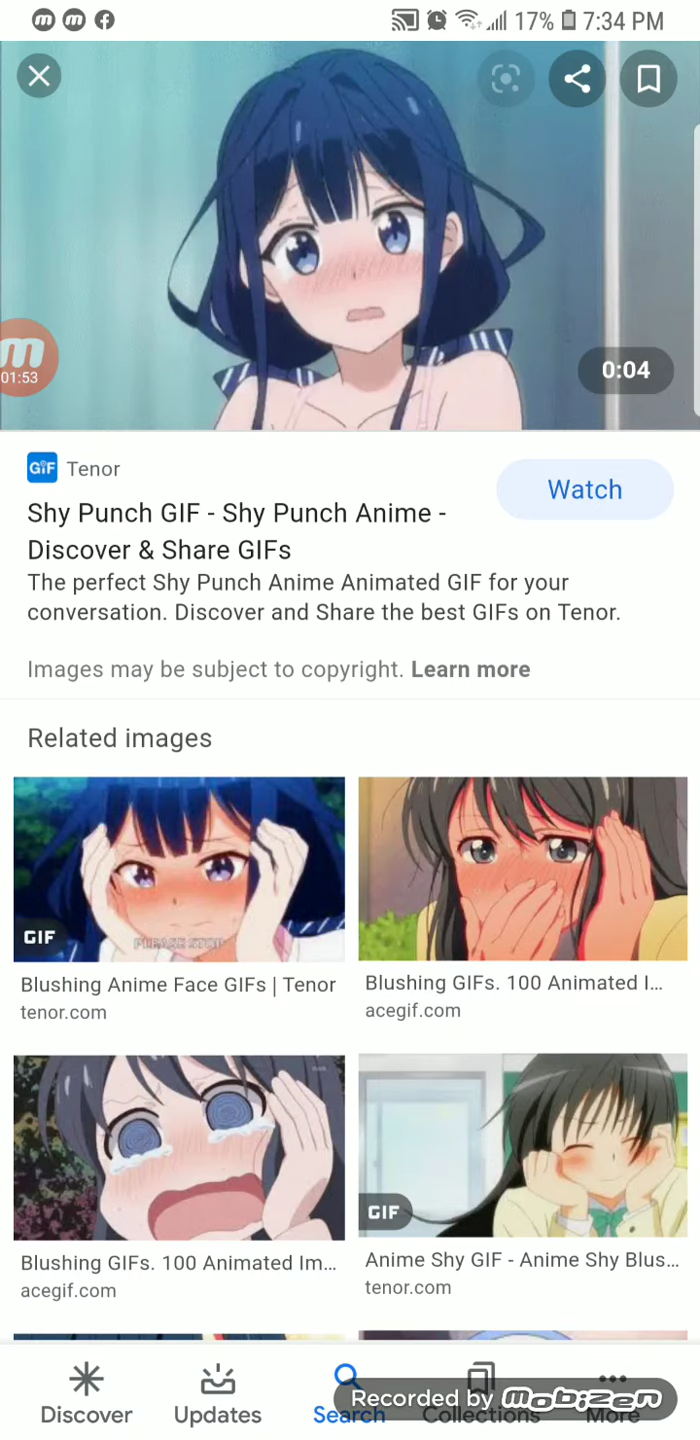 17% 7:34 PM
01:53
0:04
GIF Tenor
Watch
Shy Punch GIF - Shy Punch Anime -
Discover & Share GIFs
The perfect Shy Punch Anime Animated GIF for your
conversation. Discover and Share the best GIFs on Tenor.
Images may be subject to copyright. Learn more
Related images
GIF
PLEASE STOP
Blushing Anime Face GIFs | Tenor
tenor.com
Blushing GIFs. 100 Animated I...
acegif.com
Blushing GIFs. 100 Animated Im...
acegif.com
GIF
Anime Shy GIF - Anime Shy Blus...
tenor.com
Recorded by mobizen
Discover Updates Search Collections More